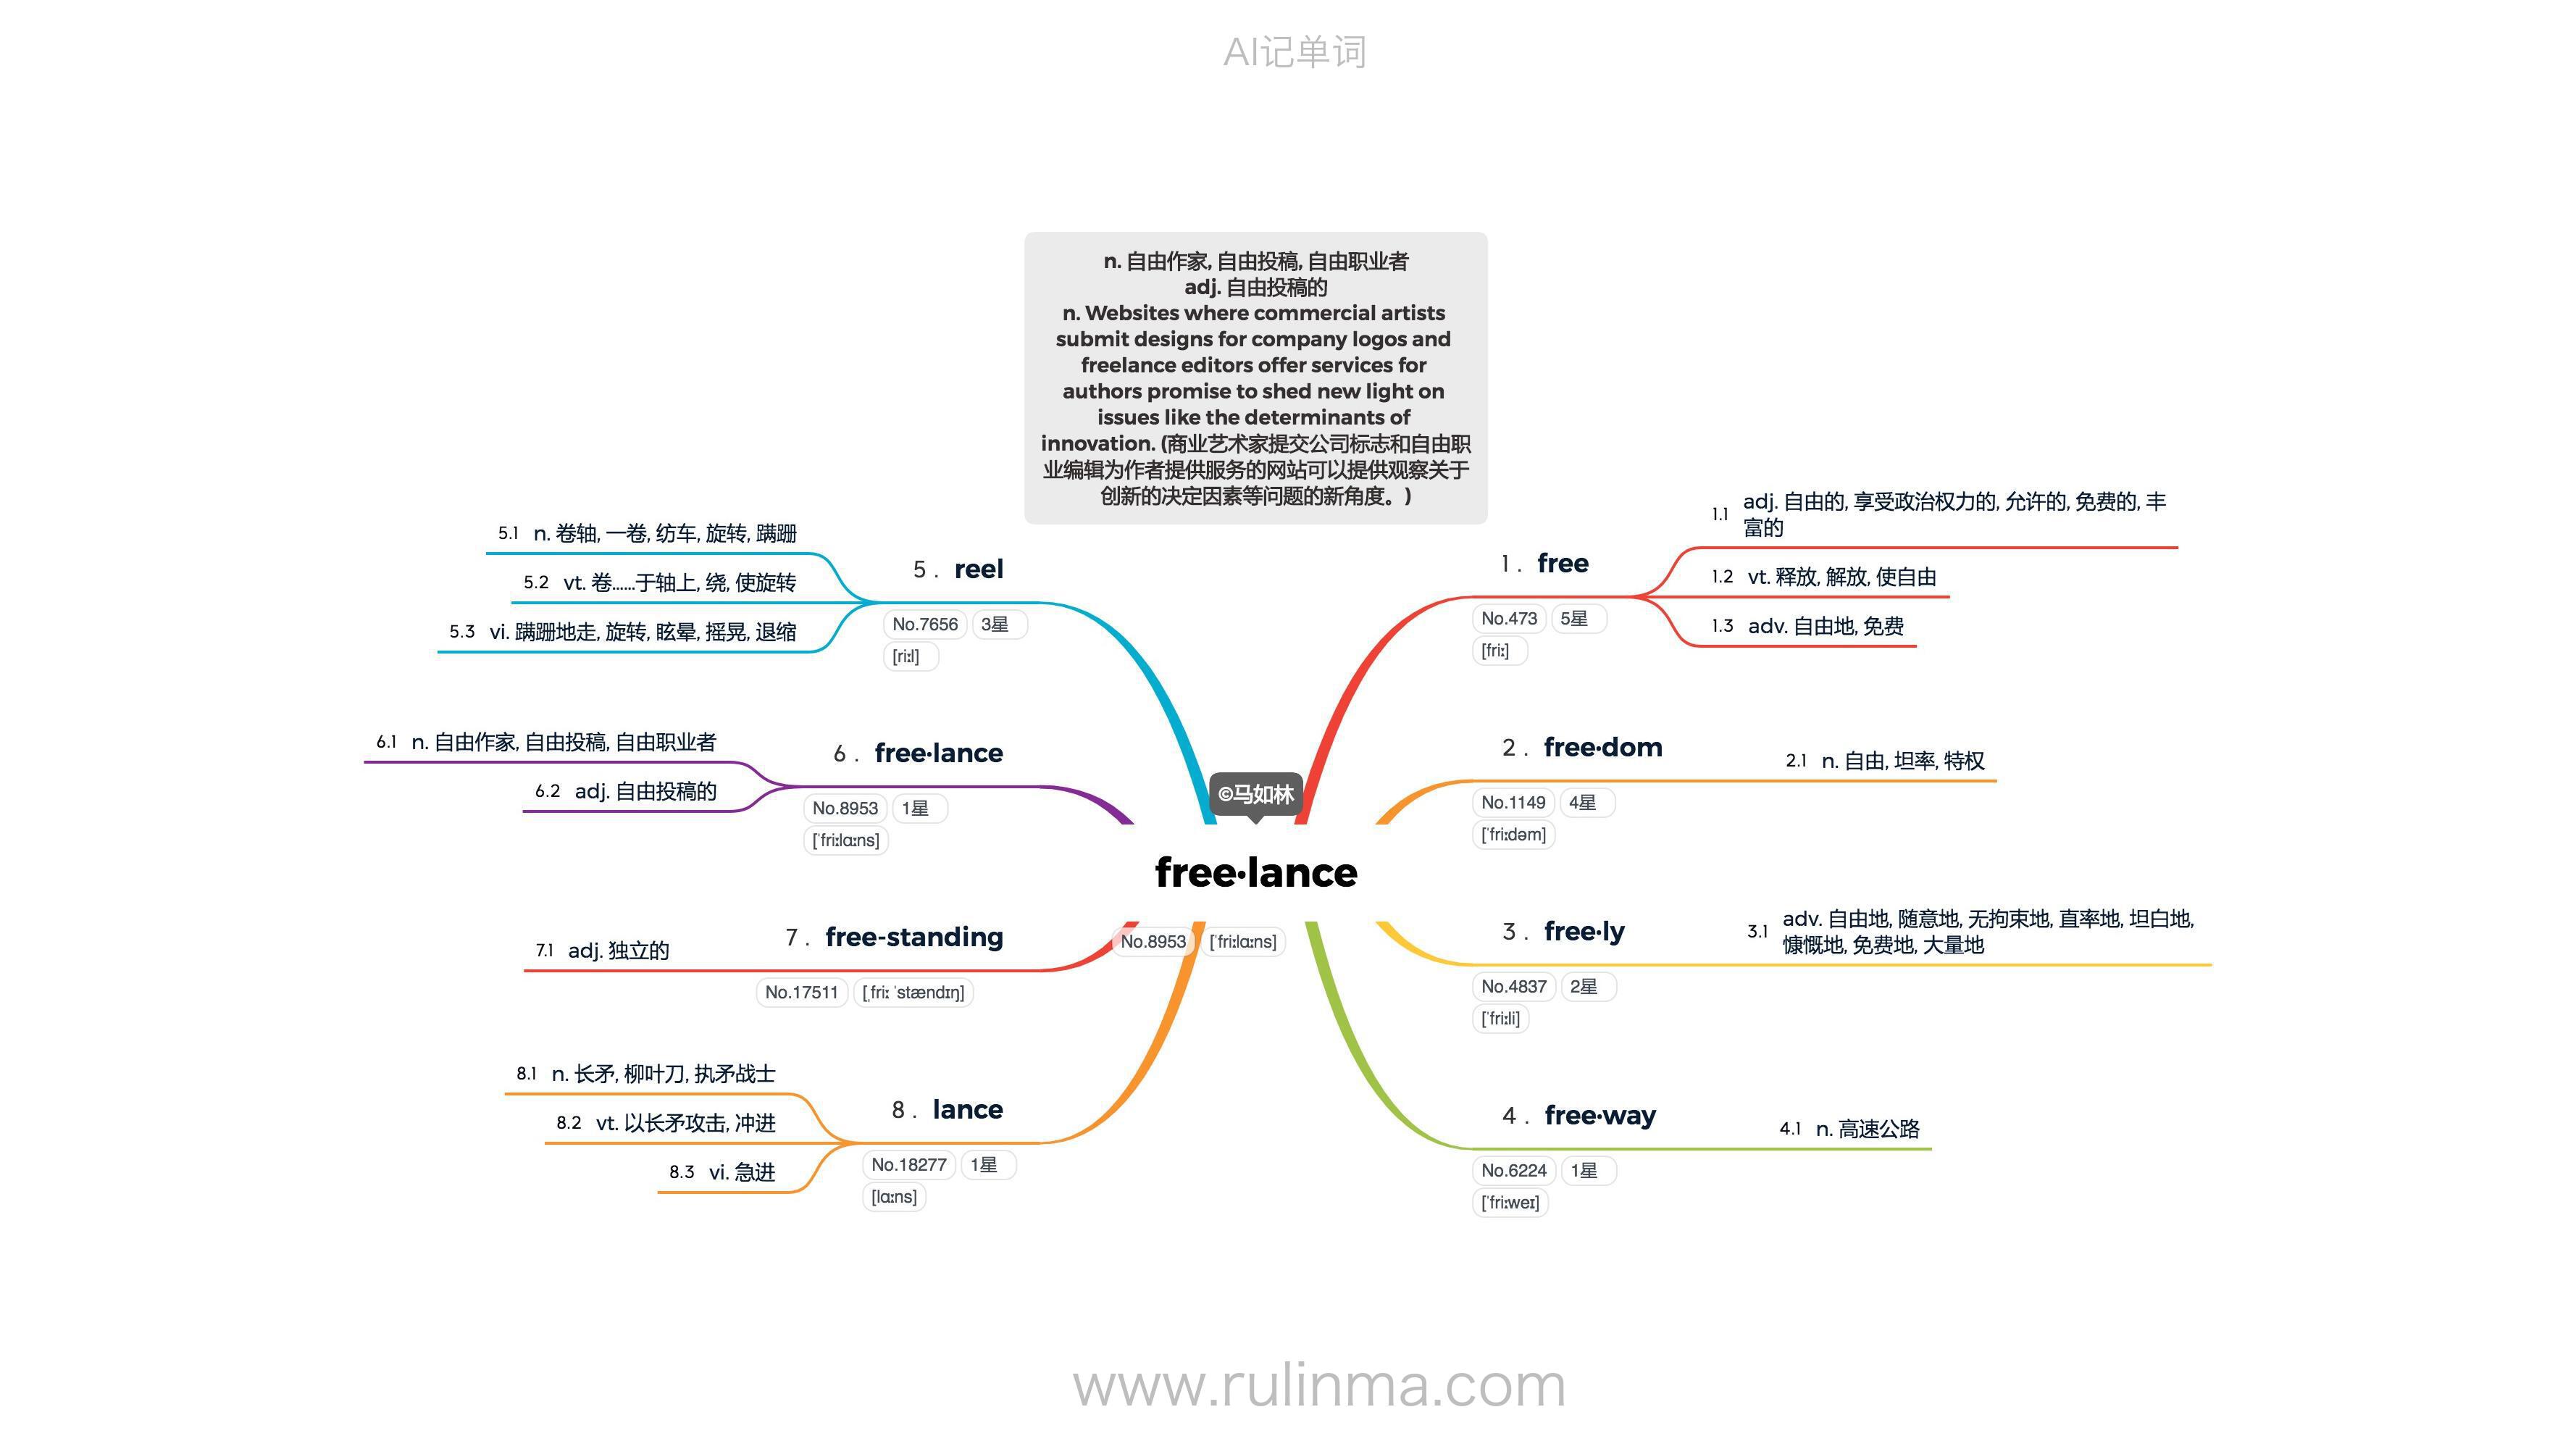 AI记单词
n. 自由作家, 自由投稿, 自由职业者
adj. 自由投稿的
n. Websites where commercial artists
submit designs for company logos and
freelance editors offer services for
authors promise to shed new light on
issues like the determinants of
innovation. (商业艺术家提交公司标志和自由职
业编辑为作者提供服务的网站可以提供观察关于
创新的决定因素等问题的新角度。)
©马如林
free·lance
No.8953 [ˈfriːlɑːns]
1. free
No.473 5星
[friː]
1.1 adj. 自由的, 享受政治权力的, 允许的, 免费的, 丰
富的
1.2 vt. 释放, 解放, 使自由
1.3 adv. 自由地, 免费
2. free·dom
No.1149 4星
[ˈfriːdəm]
2.1 n. 自由, 坦率, 特权
3. free·ly
No.4837 2星
[ˈfriːli]
3.1 adv. 自由地, 随意地, 无拘束地, 直率地, 坦白地,
慷慨地, 免费地, 大量地
4. free·way
No.6224 1星
[ˈfriːweɪ]
4.1 n. 高速公路
5. reel
No.7656 3星
[riːl]
5.1 n. 卷轴, 一卷, 纺车, 旋转, 蹒跚
5.2 vt. 卷……于轴上, 绕, 使旋转
5.3 vi. 蹒跚地走, 旋转, 眩晕, 摇晃, 退缩
6. free·lance
No.8953 1星
[ˈfriːlɑːns]
6.1 n. 自由作家, 自由投稿, 自由职业者
6.2 adj. 自由投稿的
7. free-standing
No.17511 [ˌfriː ˈstændɪŋ]
7.1 adj. 独立的
8. lance
No.18277 1星
[lɑːns]
8.1 n. 长矛, 柳叶刀, 执矛战士
8.2 vt. 以长矛攻击, 冲进
8.3 vi. 急进
www.rulinma.com